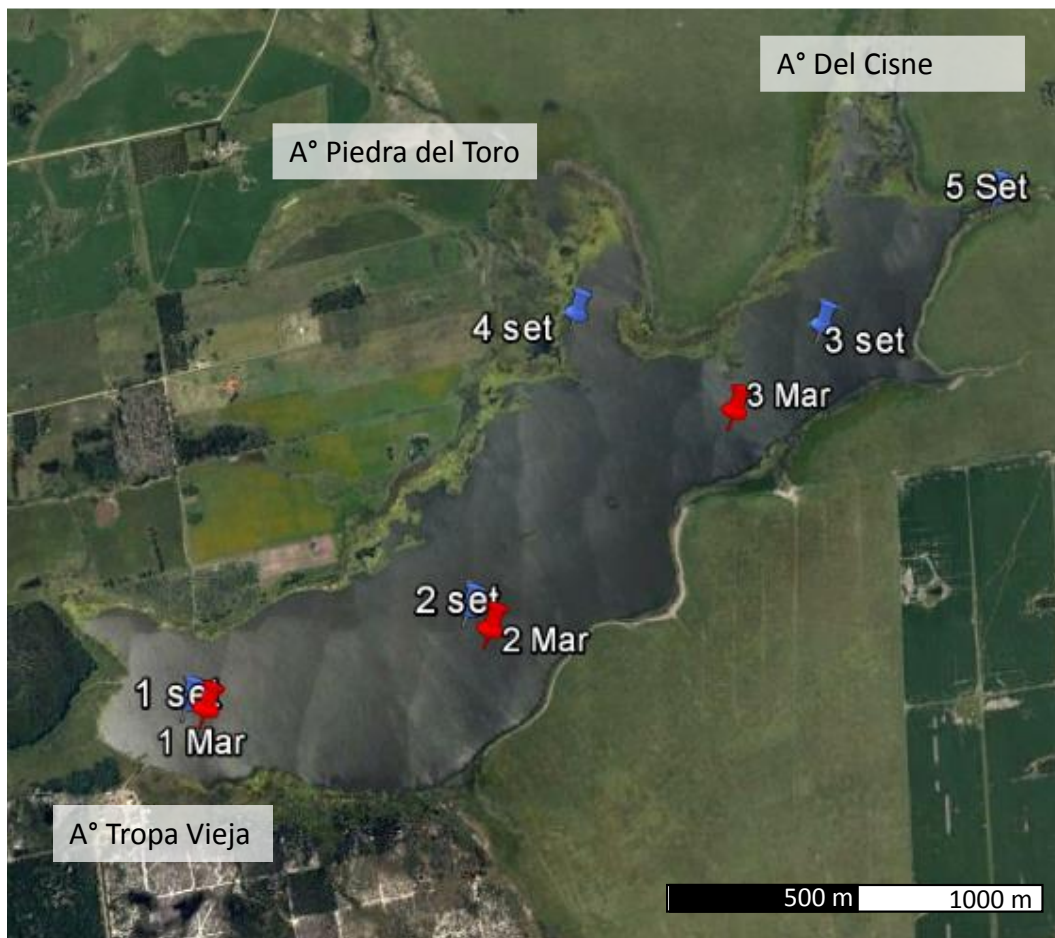 A° Del Cisne
A° Piedra del Toro
5 Set
4 set
3 set
3 Mar
2 set
2 Mar
1 set
1 Mar
A° Tropa Vieja
500 m
1000 m